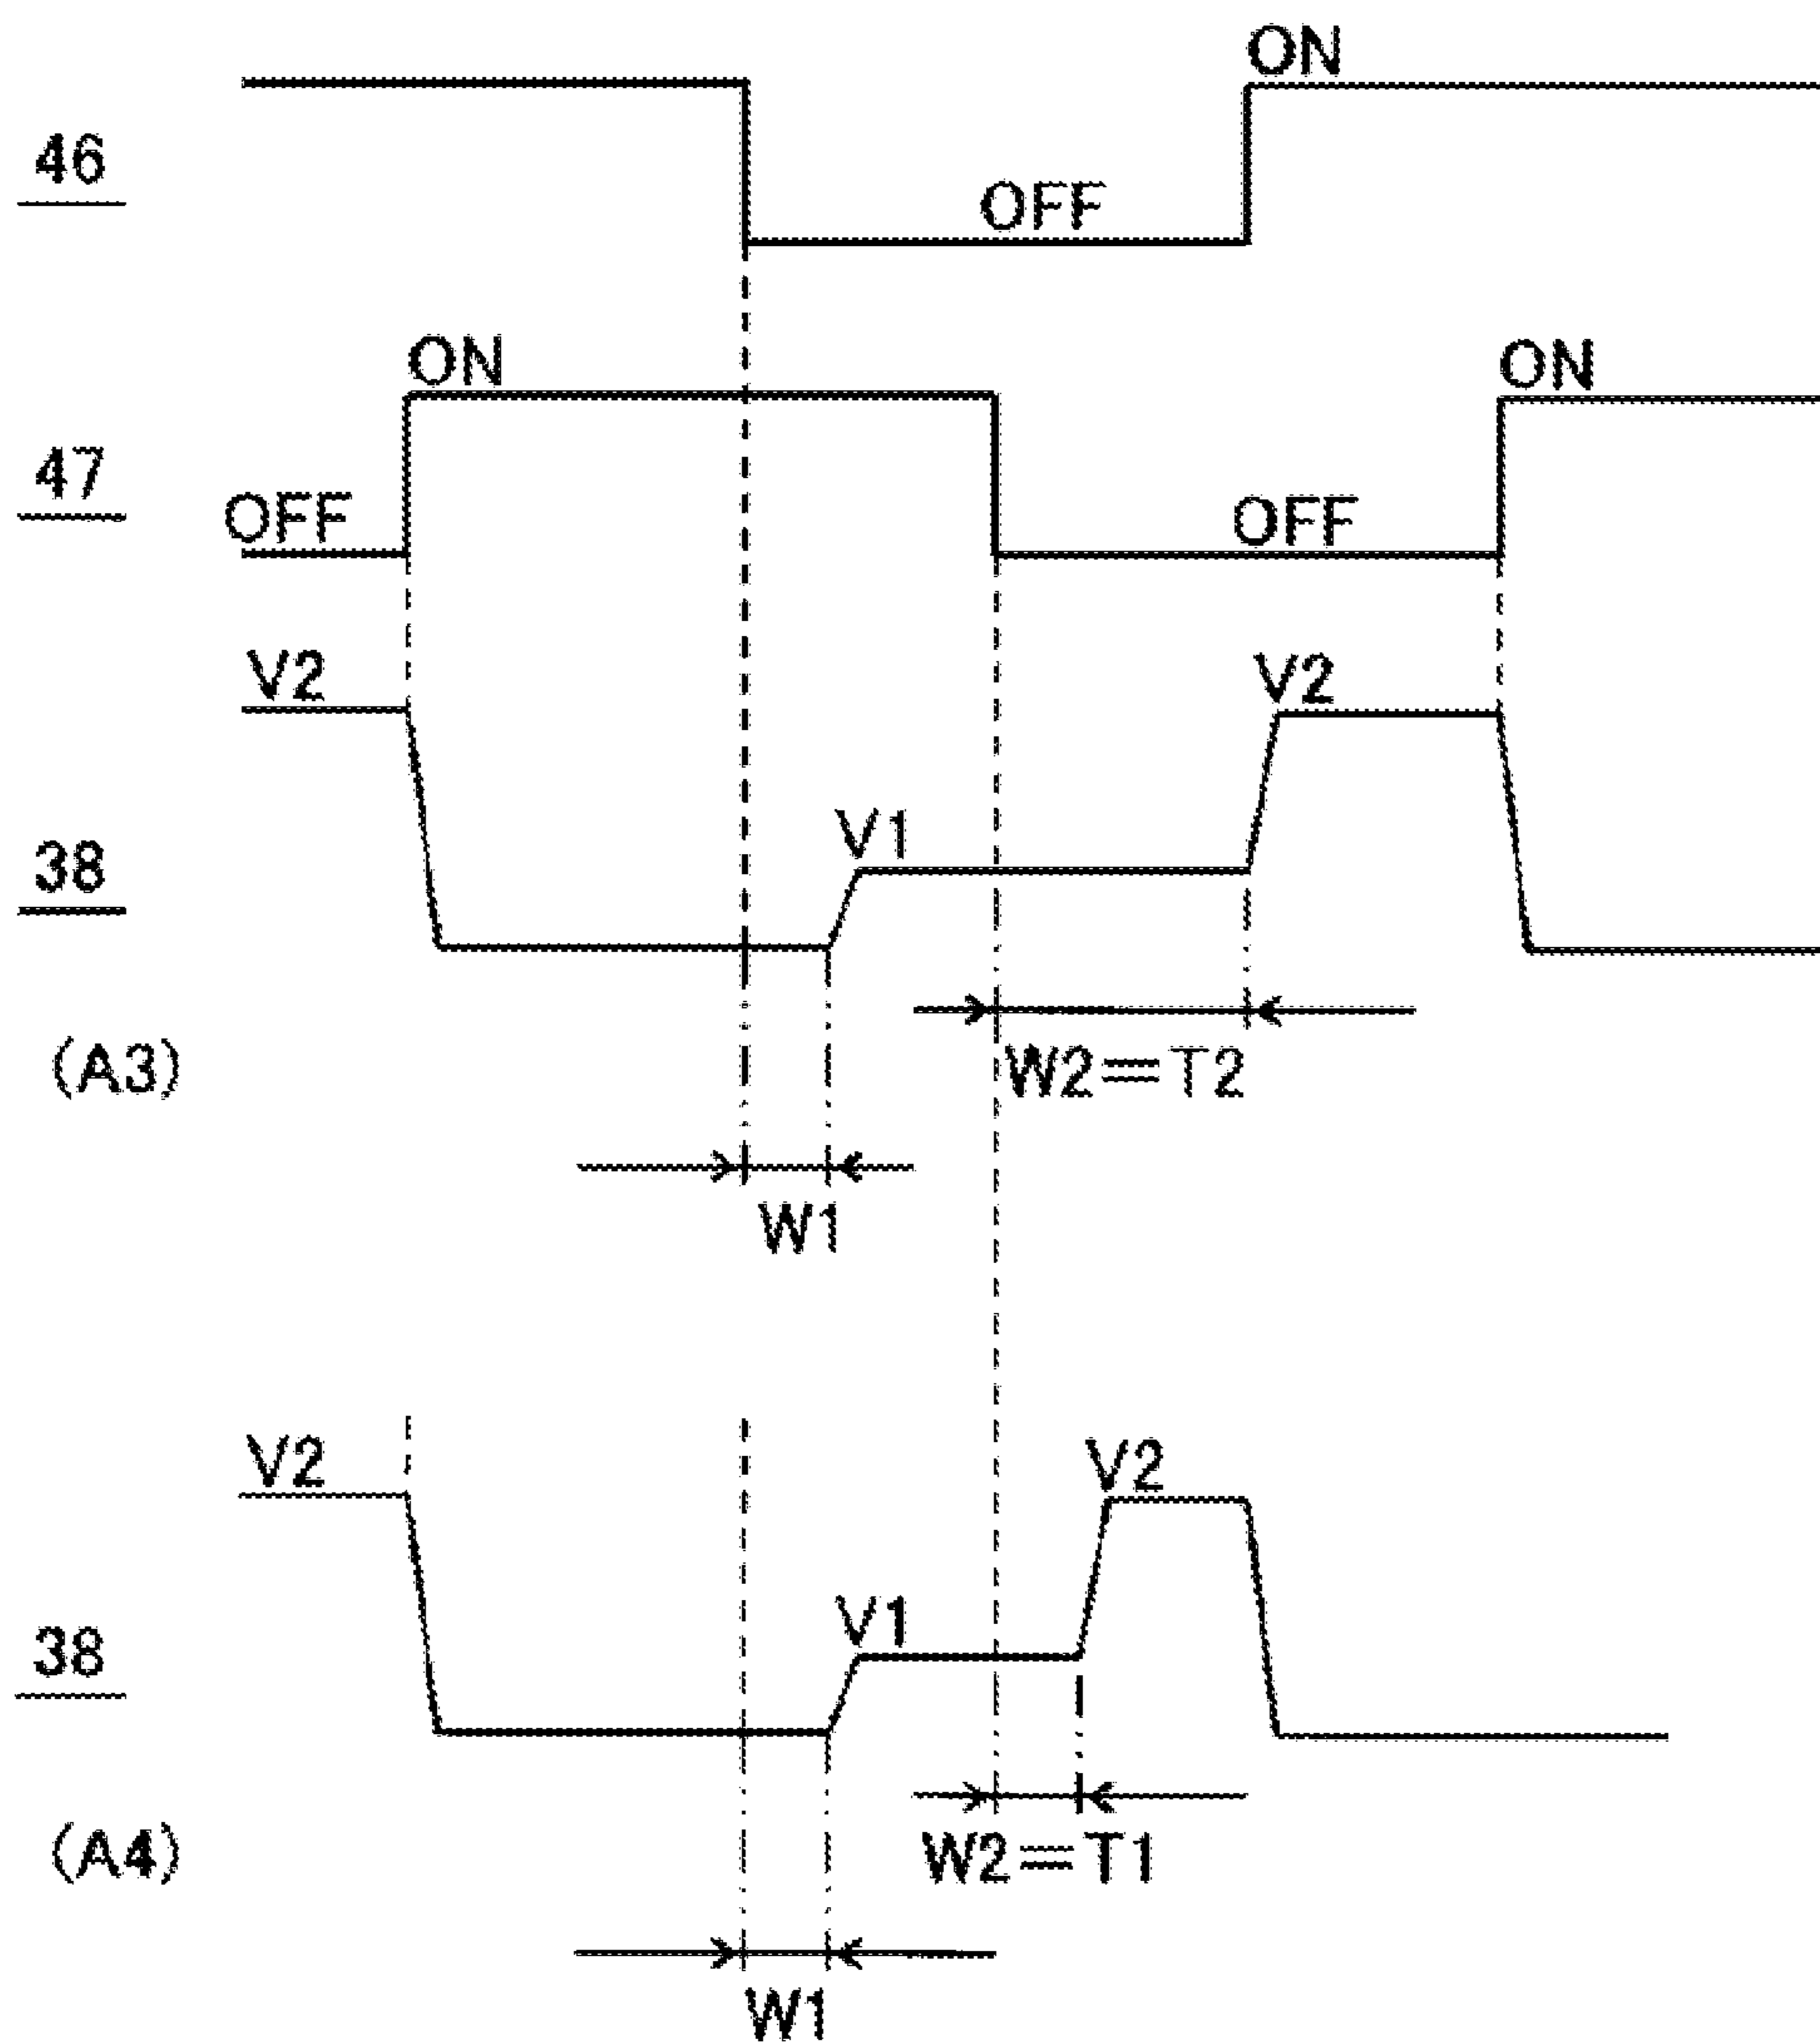 ON
46
OFF
ON
ON
47
OFF
OFF
V2
V2
V1
38
W2=T2
(A3)
W1
V2
V2
V1
38
W2=T1
(A4)
W1